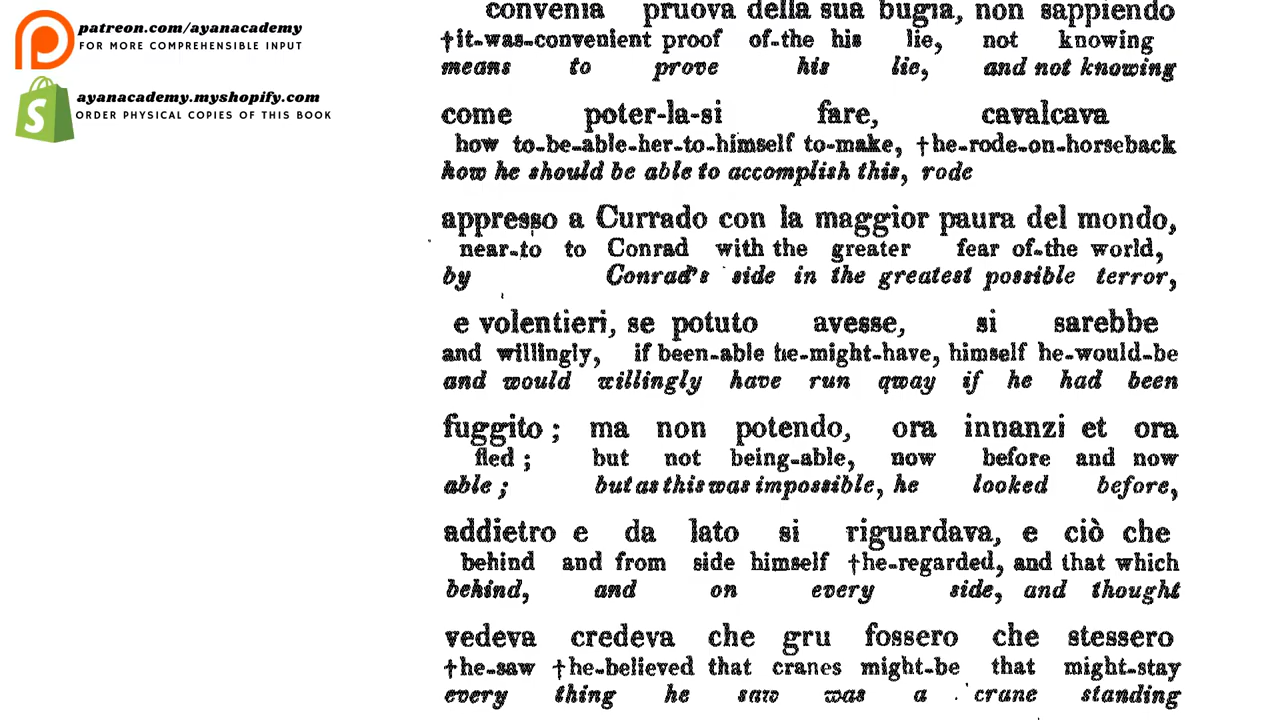 patreon.com/ayanacademy
FOR MORE COMPREHENSIBLE INPUT
ayanacademy.myshopify.com
ORDER PHYSICAL COPIES OF THIS BOOK
convenia pruova della sua bugia, non sappiendo
†it-was-convenient proof of-the his lie, not knowing
means to prove his lie, and not knowing
come poter-la-si fare, cavalcava
how to-be-able-her-to-himself to-make, †he-rode-on-horseback
how he should be able to accomplish this, rode
appresso a Currado con la maggior paura del mondo,
near-to to Conrad with the greater fear of-the world,
by Conrad's side in the greatest possible terror,
e volentieri, se potuto avesse, si sarebbe
and willingly, if been-able he-might-have, himself he-would-be
and would willingly have run away if he had been
fuggito ; ma non potendo, ora innanzi et ora
fled ; but not being-able, now before and now
able ; but as this was impossible, he looked before,
addietro e da lato si riguardava, e ciò che
behind and from side himself †he-regarded, and that which
behind, and on every side, and thought
vedeva credeva che gru fossero che stessero
†he-saw †he-believed that cranes might-be that might-stay
every thing he saw was a crane standing